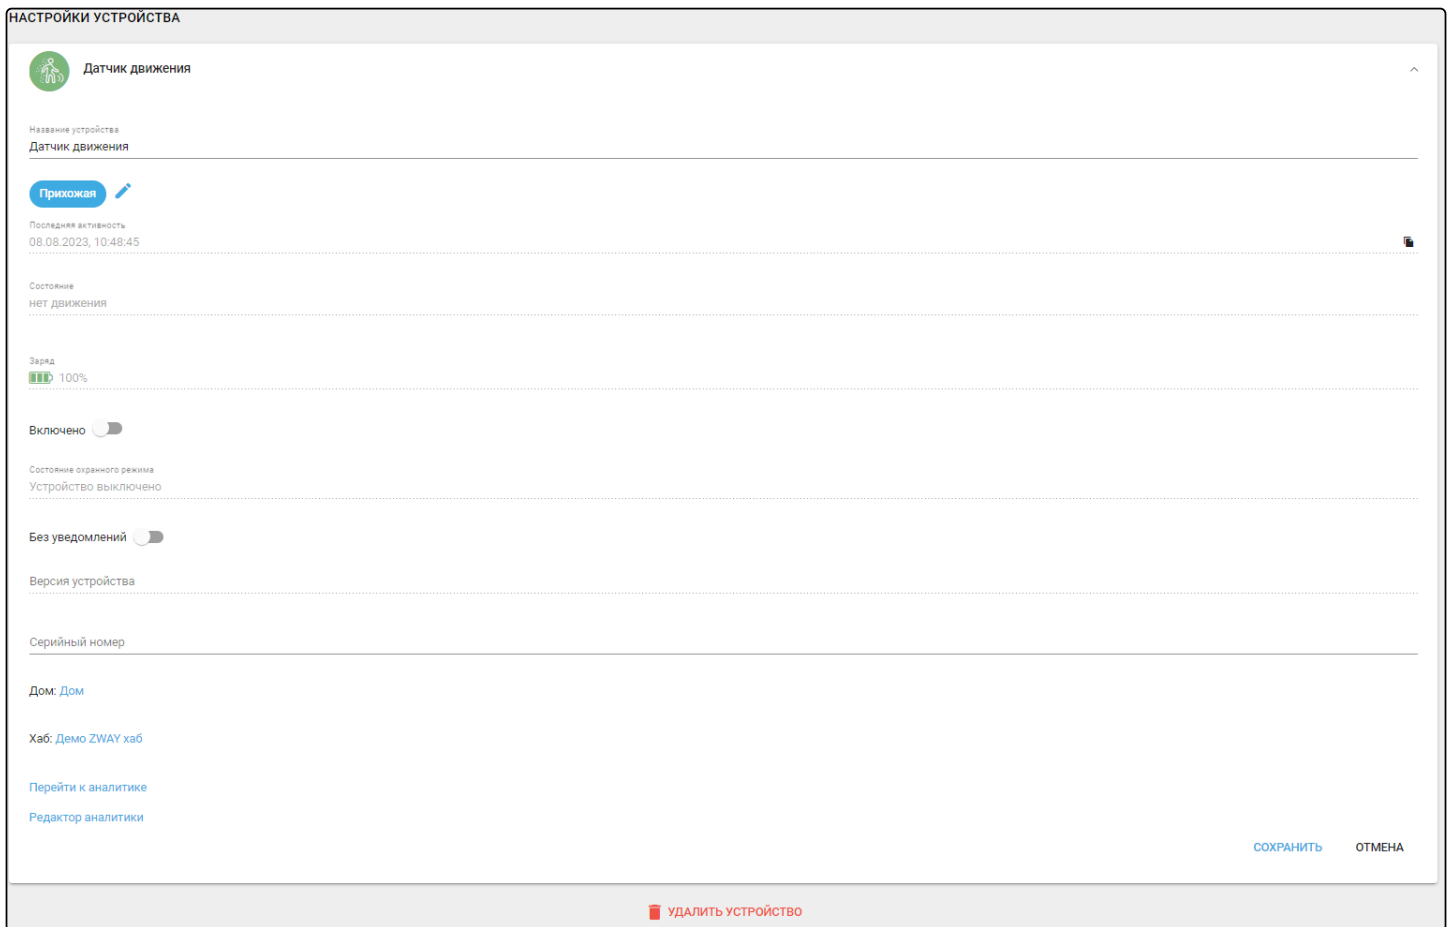 НАСТРОЙКИ УСТРОЙСТВА
Датчик движения
Название устройства
Датчик движения
Прихожая
Последняя активность
08.08.2023, 10:48:45
Состояние
нет движения
Заряд
100%
Включено
Состояние охранного режима
Устройство выключено
Без уведомлений
Версия устройства
Серийный номер
Дом: Дом
Хаб: Демо ZWAY хаб
Перейти к аналитике
Редактор аналитики
СОХРАНИТЬ ОТМЕНА
УДАЛИТЬ УСТРОЙСТВО